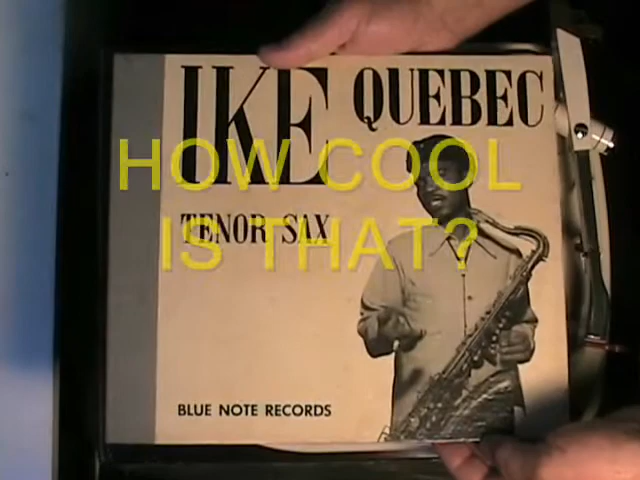 IKE QUEBEC
HOW COOL
TENOR SAX
IS THAT?
BLUE NOTE RECORDS